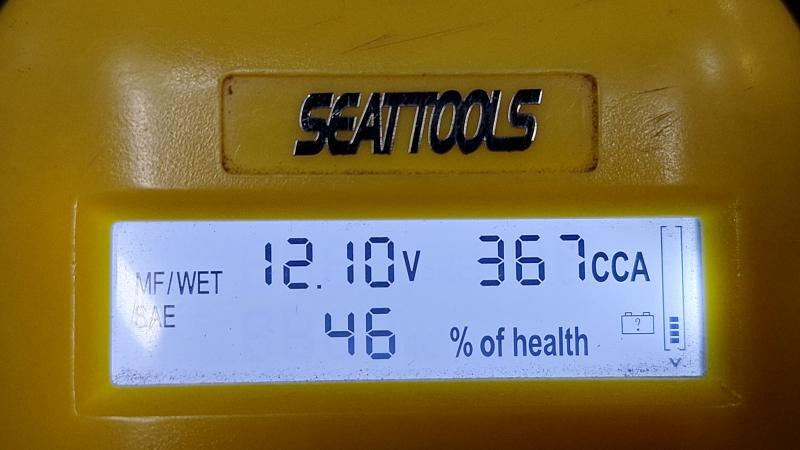 SEATTOOLS
MF/WET 12.10V 367CCA
SAE 46 % of health
?